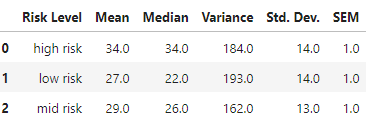 Risk Level Mean Median Variance Std. Dev. SEM
0 high risk 34.0 34.0 184.0 14.0 1.0
1 low risk 27.0 22.0 193.0 14.0 1.0
2 mid risk 29.0 26.0 162.0 13.0 1.0